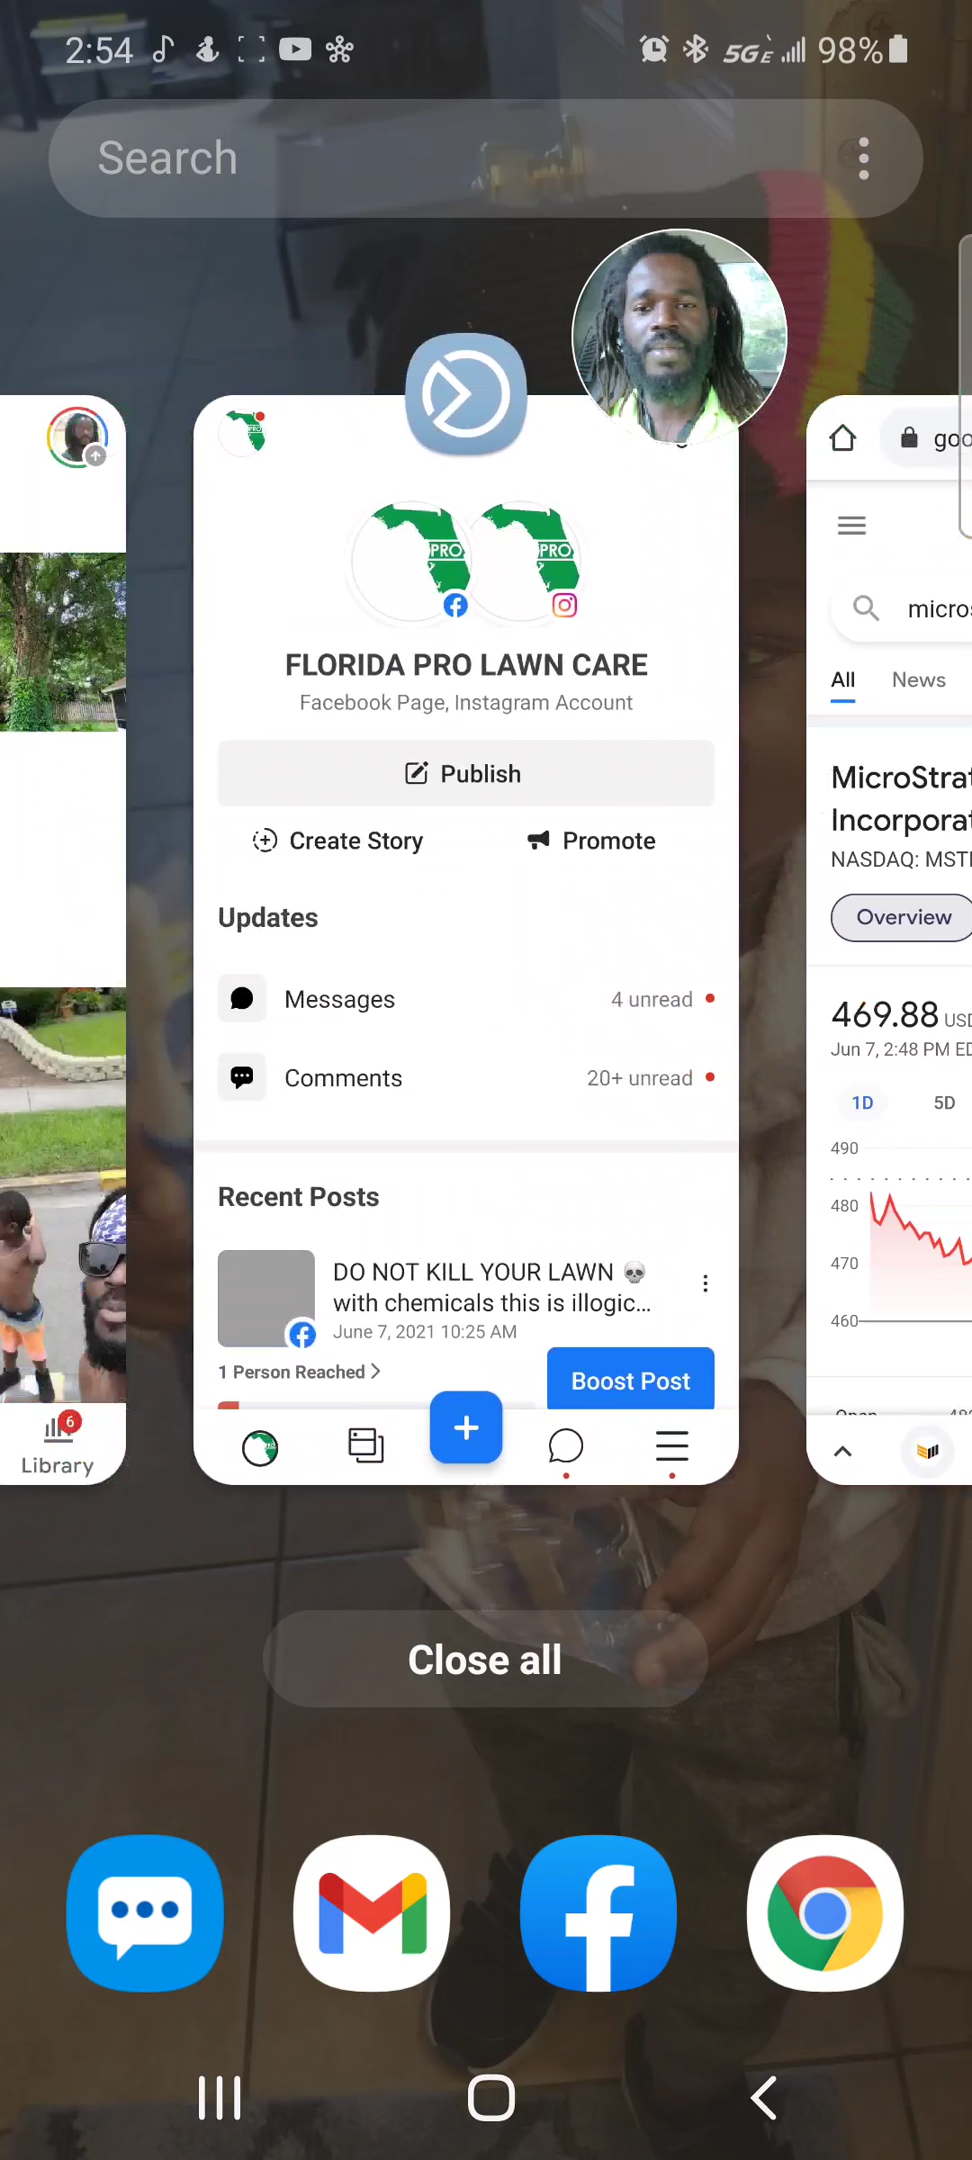 2:54
5GE 98%
Search
PRO
PRO
FLORIDA PRO LAWN CARE
Facebook Page, Instagram Account
Publish
Create Story
Promote
Updates
Messages
4 unread
Comments
20+ unread
Recent Posts
DO NOT KILL YOUR LAWN 💀
with chemicals this is illogic...
June 7, 2021 10:25 AM
1 Person Reached >
Boost Post
6
Library
goo
micros
All
News
MicroStrat
Incorporat
NASDAQ: MST
Overview
469.88 USD
Jun 7, 2:48 PM ED
1D
5D
490
480
470
460
Close all